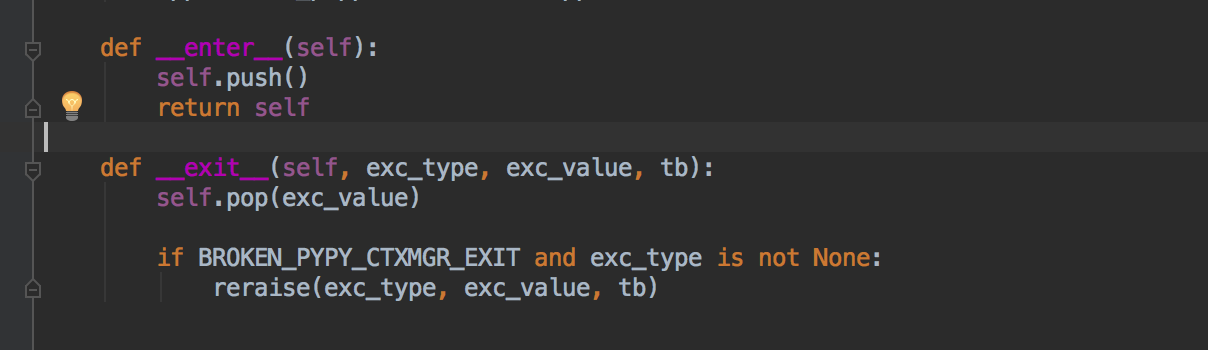 def __enter__(self):
self.push()
return self
def __exit__(self, exc_type, exc_value, tb):
self.pop(exc_value)
if BROKEN_PYPY_CTXMGR_EXIT and exc_type is not None:
reraise(exc_type, exc_value, tb)